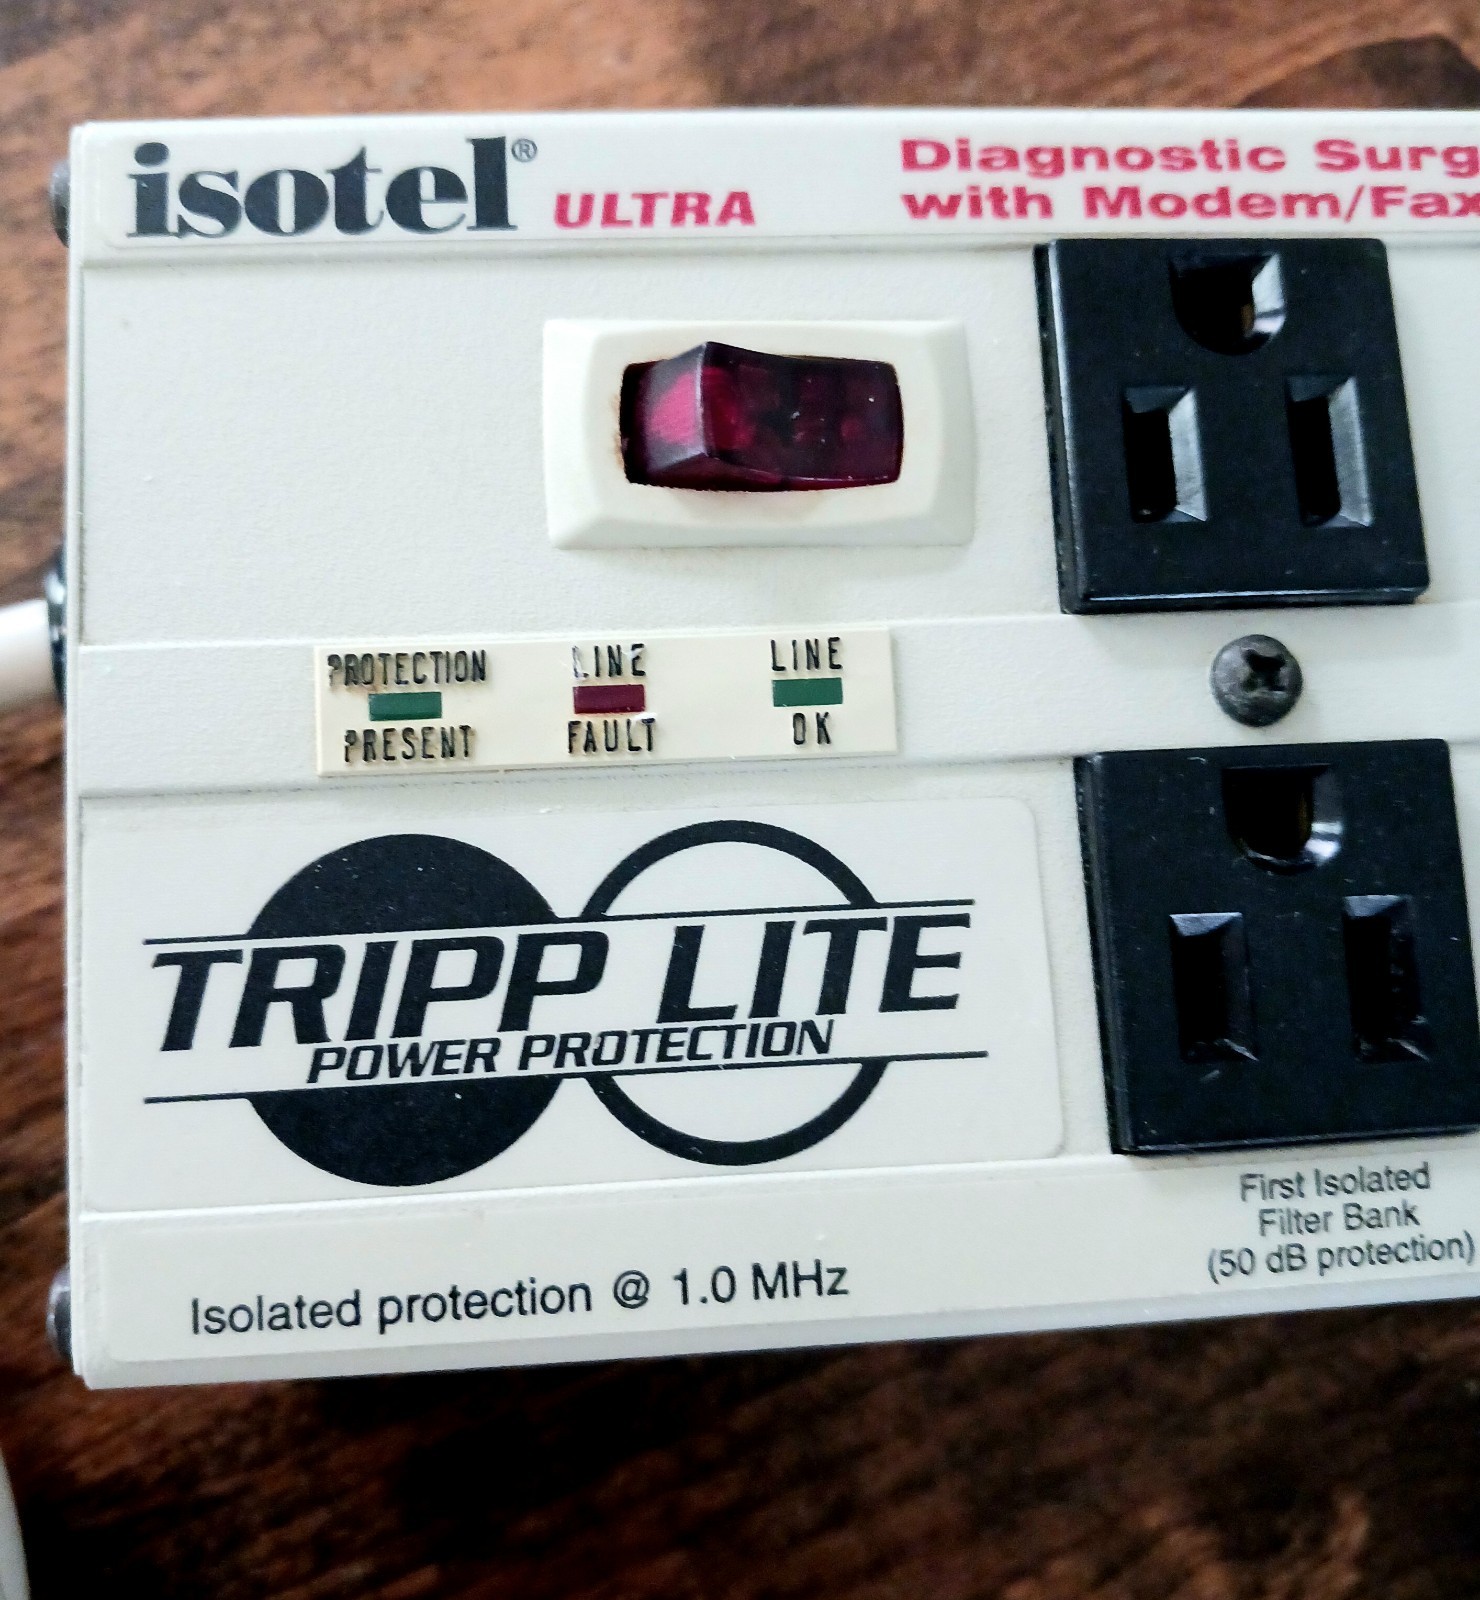 isotel® ULTRA
Diagnostic Surg
with Modem/Fax
PROTECTION
PRESENT
LINE
FAULT
LINE
OK
TRIPP LITE
POWER PROTECTION
First Isolated
Filter Bank
(50 dB protection)
Isolated protection @ 1.0 MHz